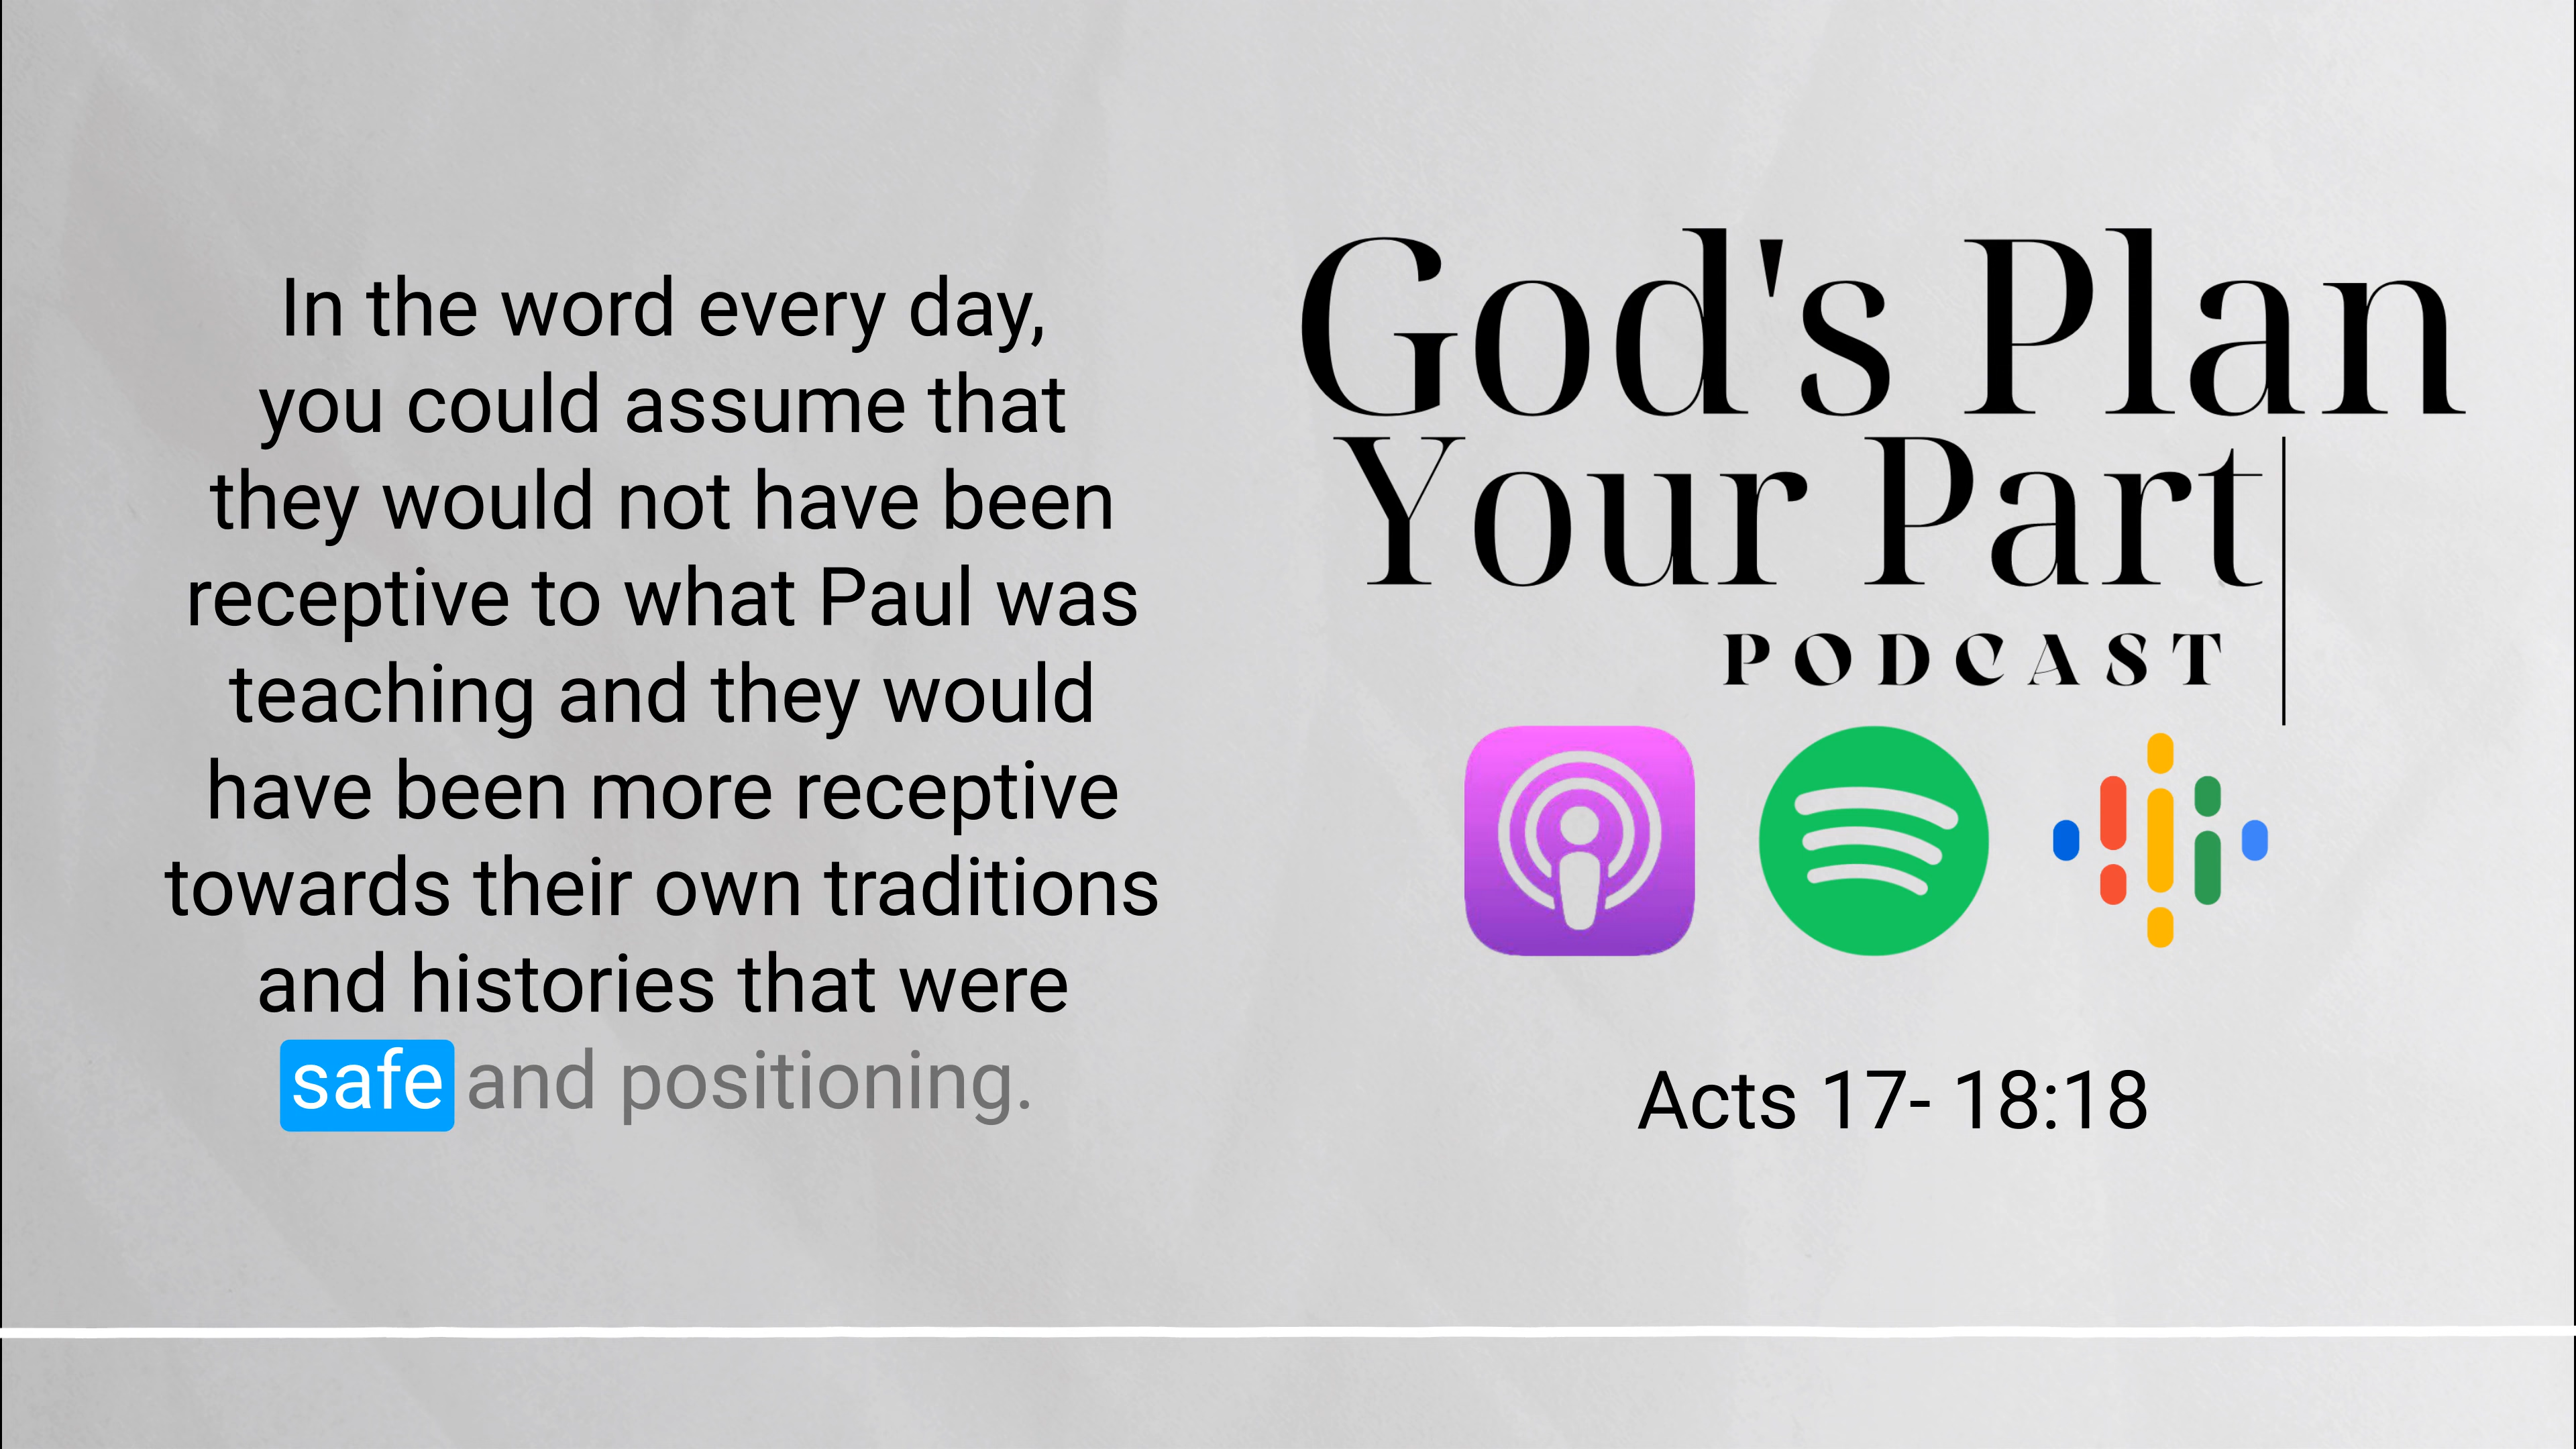 In the word every day,
you could assume that
they would not have been
receptive to what Paul was
teaching and they would
have been more receptive
towards their own traditions
and histories that were
safe and positioning.
God's Plan
Your Part
PODCAST
Acts 17- 18:18